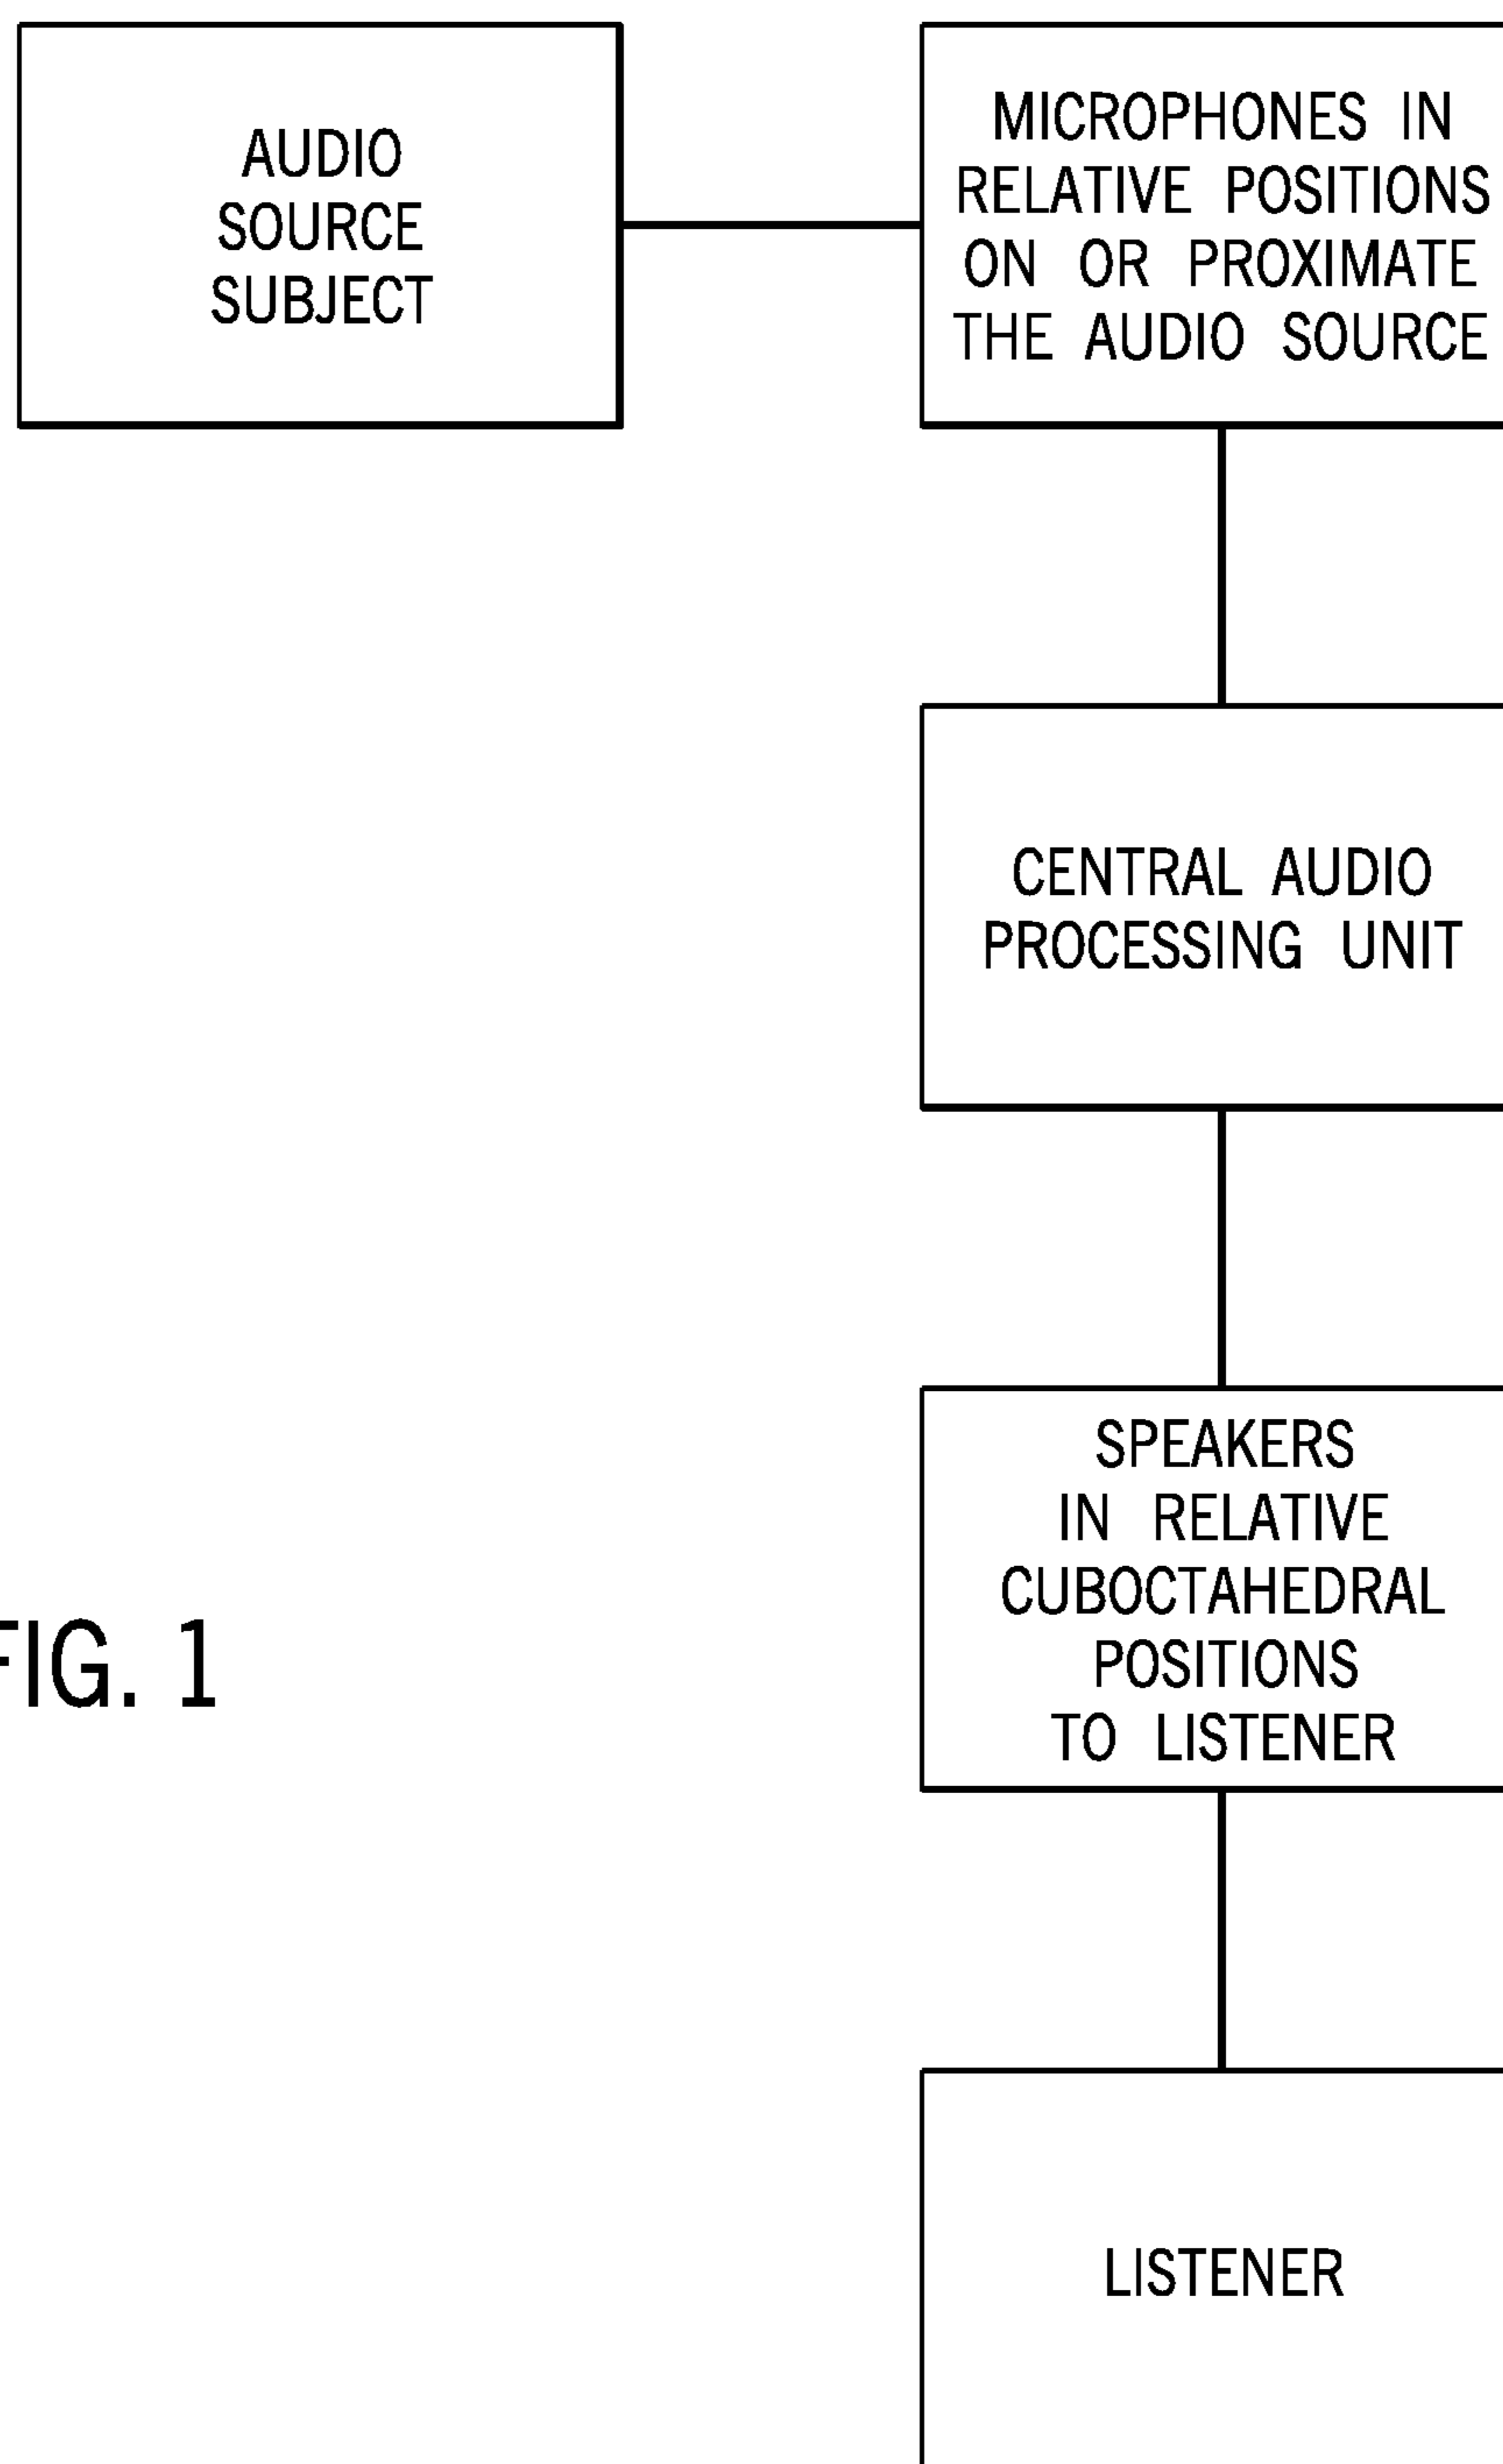 AUDIO
SOURCE
SUBJECT
MICROPHONES IN
RELATIVE POSITIONS
ON OR PROXIMATE
THE AUDIO SOURCE
CENTRAL AUDIO
PROCESSING UNIT
SPEAKERS
IN RELATIVE
CUBOCTAHEDRAL
POSITIONS
TO LISTENER
FIG. 1
LISTENER